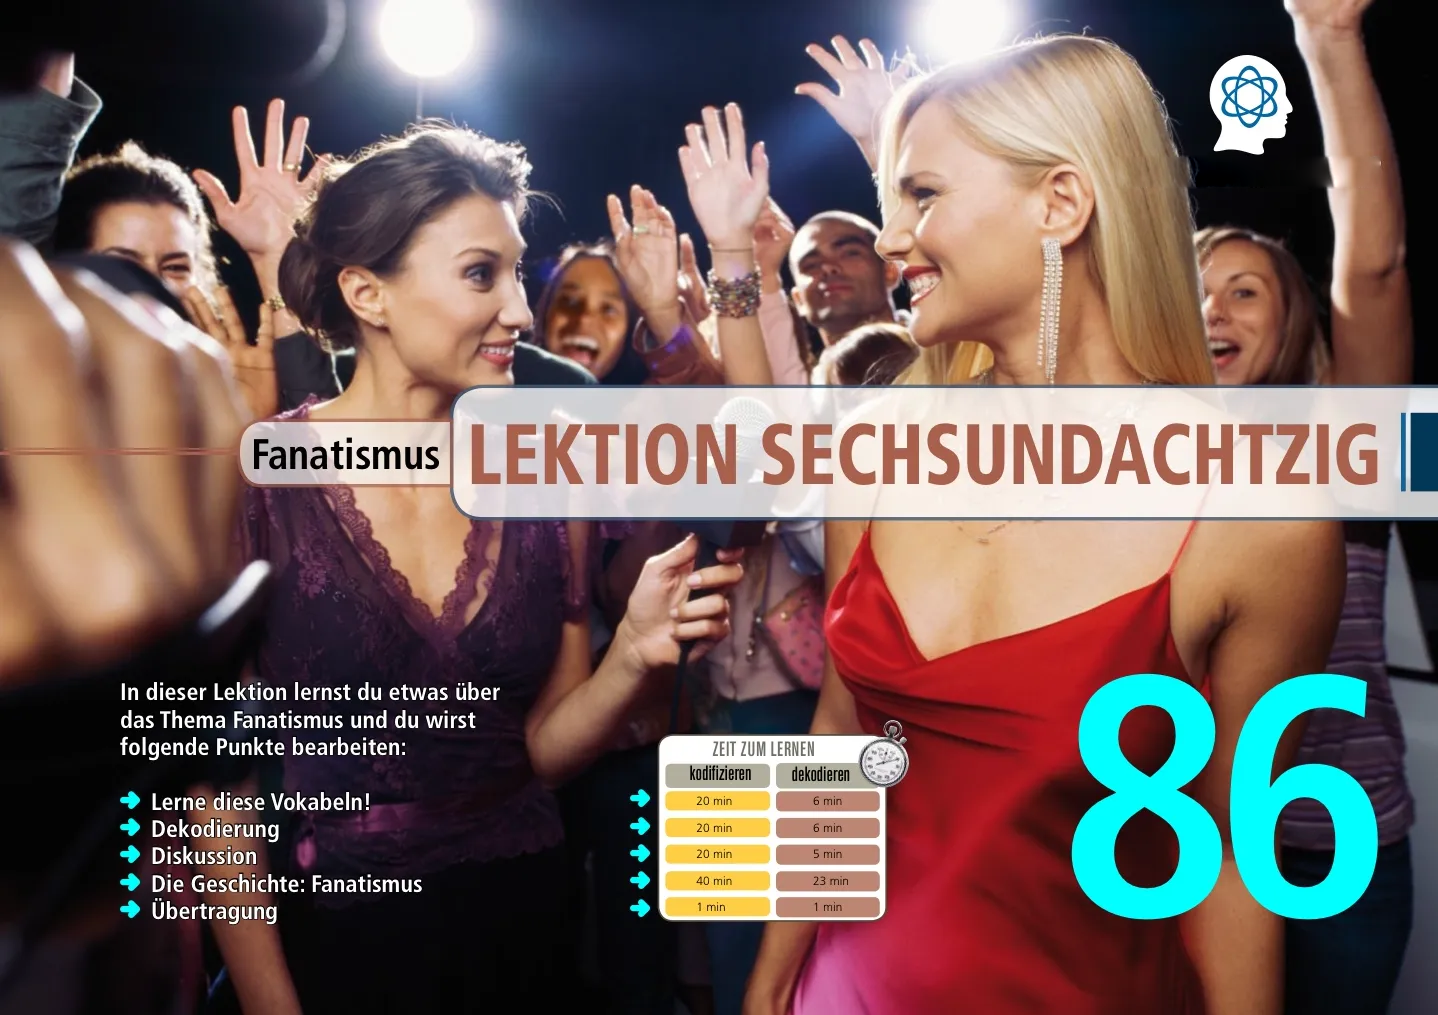 Fanatismus
LEKTION SECHSUNDACHTZIG
In dieser Lektion lernst du etwas über
das Thema Fanatismus und du wirst
folgende Punkte bearbeiten:
Lerne diese Vokabeln!
Dekodierung
Diskussion
Die Geschichte: Fanatismus
Übertragung
ZEIT ZUM LERNEN
kodifizieren dekodieren
20 min 6 min
20 min 6 min
20 min 5 min
40 min 23 min
1 min 1 min
86